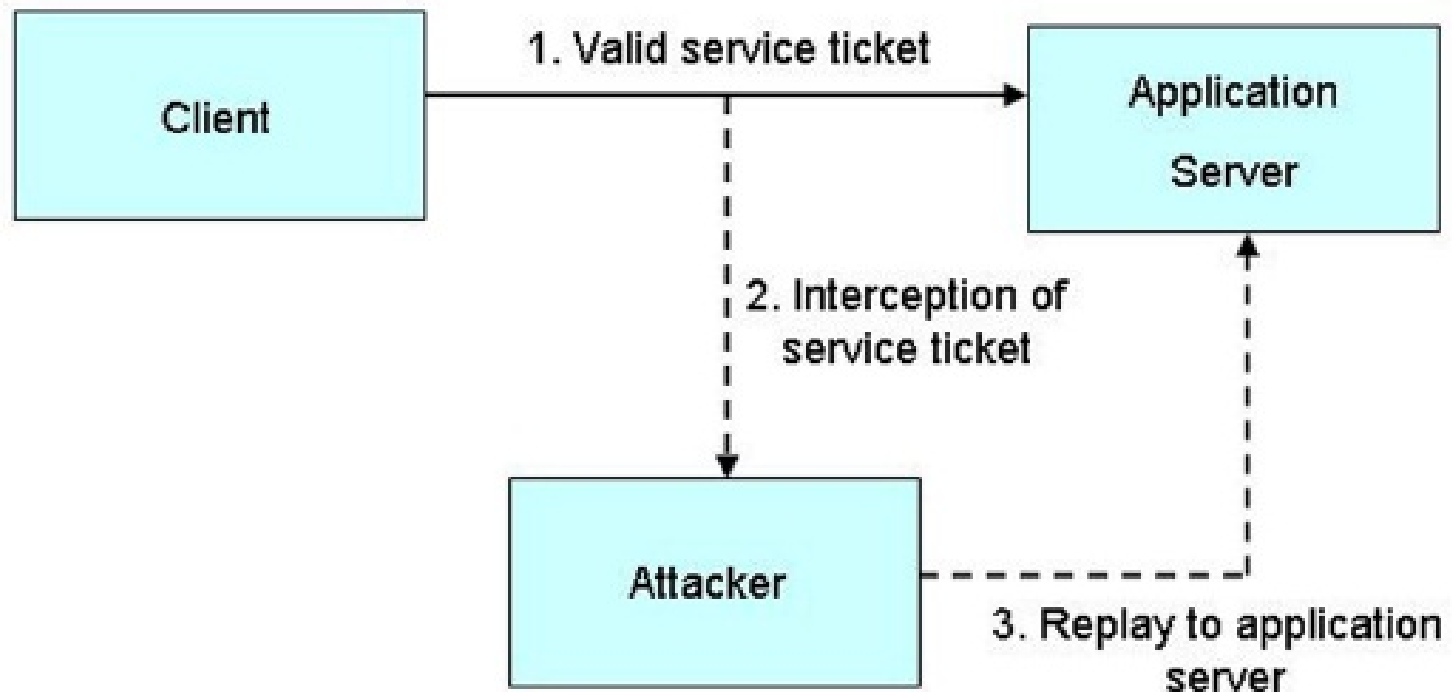 Client
1. Valid service ticket
Application
Server
2. Interception of
service ticket
Attacker
3. Replay to application
server